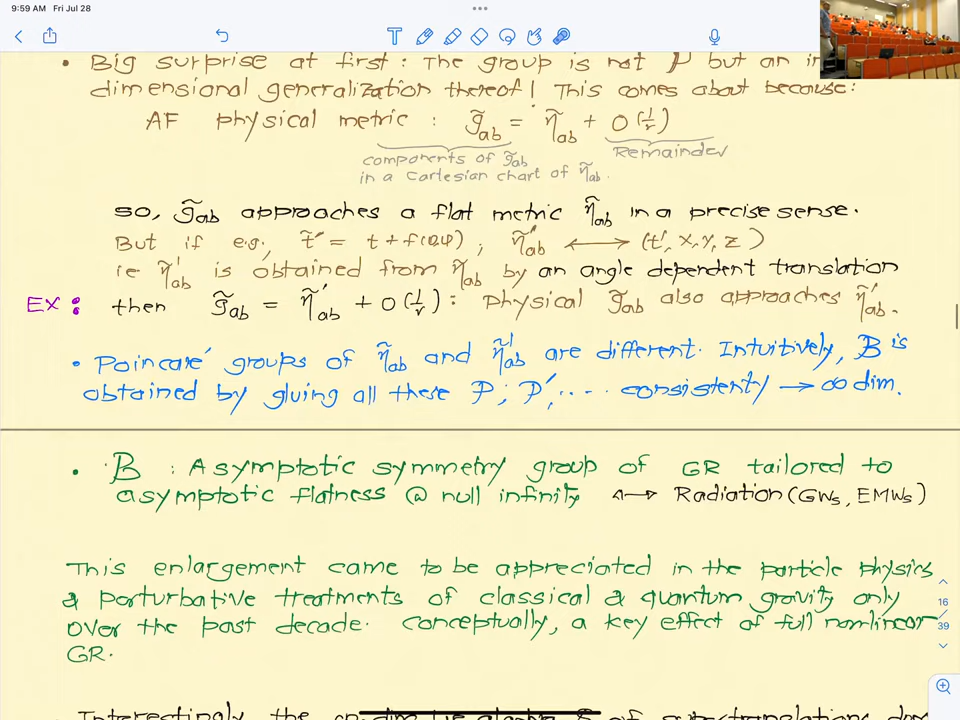 9:59 AM Fri Jul 28
• Big surprise at first: The group is not P but an
dimensional generalization thereof! This comes about because:
AF physical metric: g̃ab = η̃ab + O(1/r)
components of g̃ab Remainder
in a Cartesian chart of η̃ab.
so, g̃ab approaches a flat metric η̃ab in a precise sense.
But if e.g., t̃' = t + f(θ,φ); η̃'ab ⟷ (t', x, y, z)
ie η̃'ab is obtained from η̃ab by an angle dependent translation
EX: then g̃ab = η̃'ab + O(1/r): Physical g̃ab also approaches η̃'ab.
• Poincaré groups of η̃ab and η̃'ab are different. Intuitively, B is
obtained by gluing all these P, P', .... consistently → ∞ dim.
• B : Asymptotic symmetry group of GR tailored to
asymptotic flatness @ null infinity ↔ Radiation (GWs, EMWs)
This enlargement came to be appreciated in the particle physics
& perturbative treatments of classical & quantum gravity only
over the past decade. Conceptually, a key effect of full nonlinear
GR.
16
39
Interestingly the of supertranslations